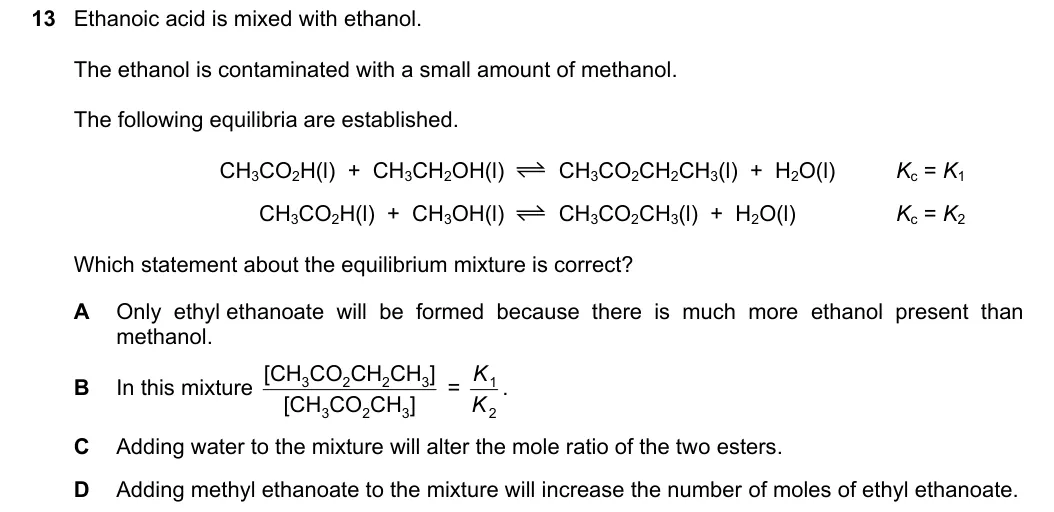 13 Ethanoic acid is mixed with ethanol.
The ethanol is contaminated with a small amount of methanol.
The following equilibria are established.
CH₃CO₂H(l) + CH₃CH₂OH(l) ⇌ CH₃CO₂CH₂CH₃(l) + H₂O(l) Kc = K₁
CH₃CO₂H(l) + CH₃OH(l) ⇌ CH₃CO₂CH₃(l) + H₂O(l) Kc = K₂
Which statement about the equilibrium mixture is correct?
A Only ethyl ethanoate will be formed because there is much more ethanol present than
methanol.
B In this mixture [CH₃CO₂CH₂CH₃]/[CH₃CO₂CH₃] = K₁/K₂.
C Adding water to the mixture will alter the mole ratio of the two esters.
D Adding methyl ethanoate to the mixture will increase the number of moles of ethyl ethanoate.